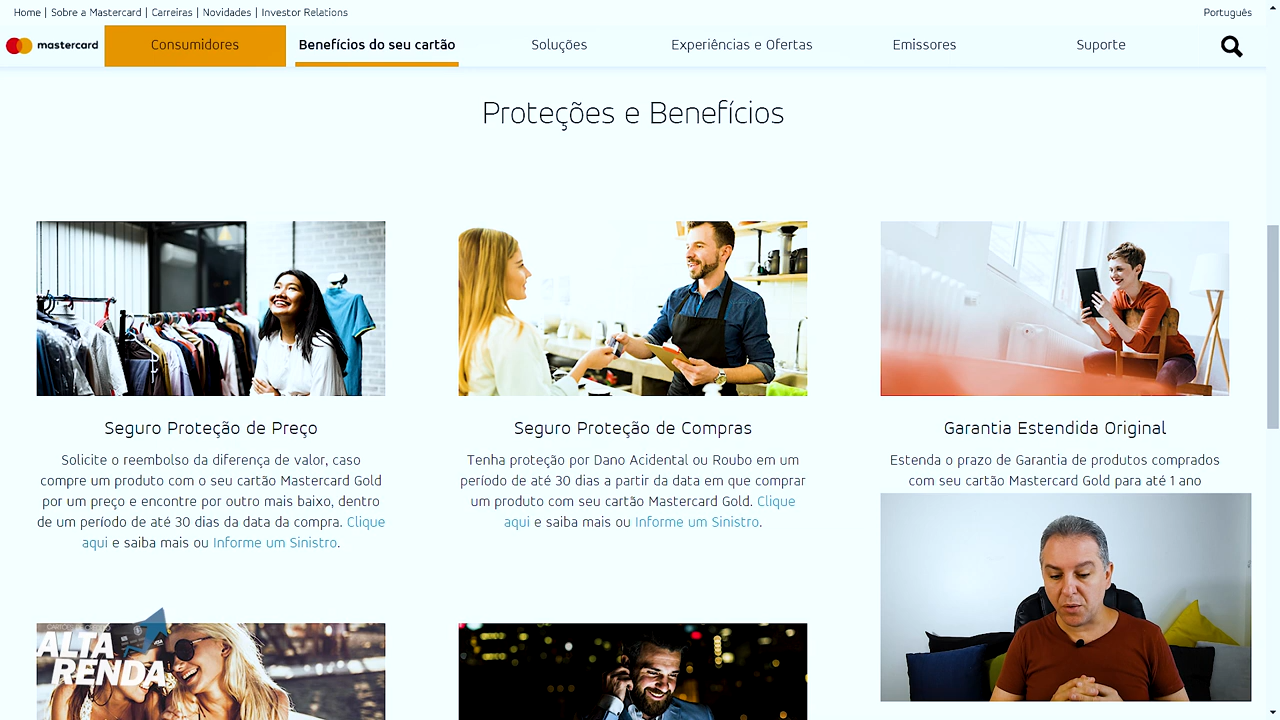 Home | Sobre a Mastercard | Carreiras | Novidades | Investor Relations
Português
mastercard
Consumidores
Benefícios do seu cartão
Soluções
Experiências e Ofertas
Emissores
Suporte
Proteções e Benefícios
Seguro Proteção de Preço
Solicite o reembolso da diferença de valor, caso
compre um produto com o seu cartão Mastercard Gold
por um preço e encontre por outro mais baixo, dentro
de um período de até 30 dias da data da compra. Clique
aqui e saiba mais ou Informe um Sinistro.
Seguro Proteção de Compras
Tenha proteção por Dano Acidental ou Roubo em um
período de até 30 dias a partir da data em que comprar
um produto com seu cartão Mastercard Gold. Clique
aqui e saiba mais ou Informe um Sinistro.
Garantia Estendida Original
Estenda o prazo de Garantia de produtos comprados
com seu cartão Mastercard Gold para até 1 ano
ALTA
RENDA